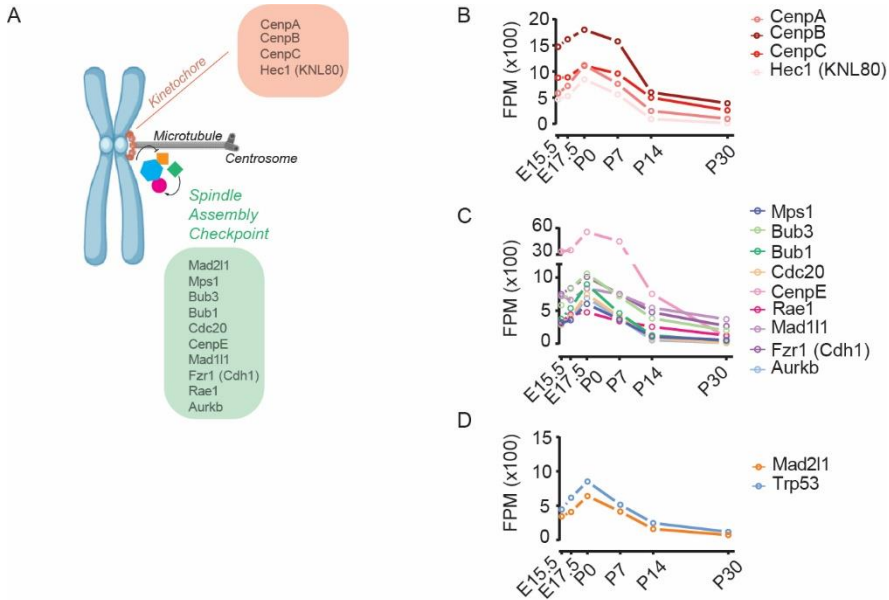 A
CenpA
CenpB
CenpC
Hec1 (KNL80)
Kinetochore
Microtubule
Centrosome
Spindle
Assembly
Checkpoint
Mad2l1
Mps1
Bub3
Bub1
Cdc20
CenpE
Mad1l1
Fzr1 (Cdh1)
Rae1
Aurkb
B
FPM (x100)
20
15
10
5
0
E15.5
E17.5
P0
P7
P14
P30
CenpA
CenpB
CenpC
Hec1 (KNL80)
C
FPM (x100)
60
30
10
5
0
E15.5
E17.5
P0
P7
P14
P30
Mps1
Bub3
Bub1
Cdc20
CenpE
Rae1
Mad1l1
Fzr1 (Cdh1)
Aurkb
D
FPM (x100)
15
10
5
0
E15.5
E17.5
P0
P7
P14
P30
Mad2l1
Trp53